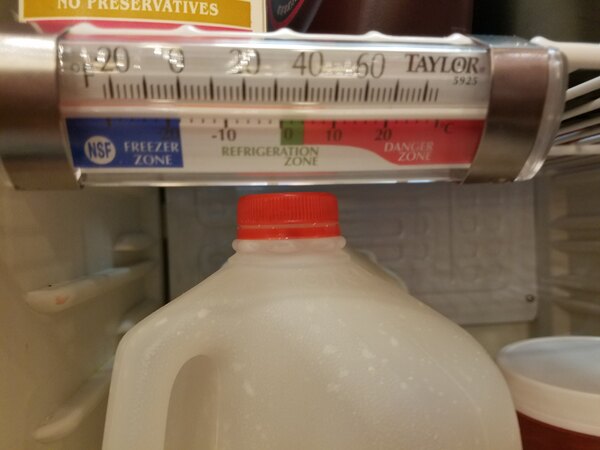 NO PRESERVATIVES
°F -20 0 20 40 60 TAYLOR®
5925
-20 -10 0 10 20 °C
NSF FREEZER ZONE REFRIGERATION ZONE DANGER ZONE